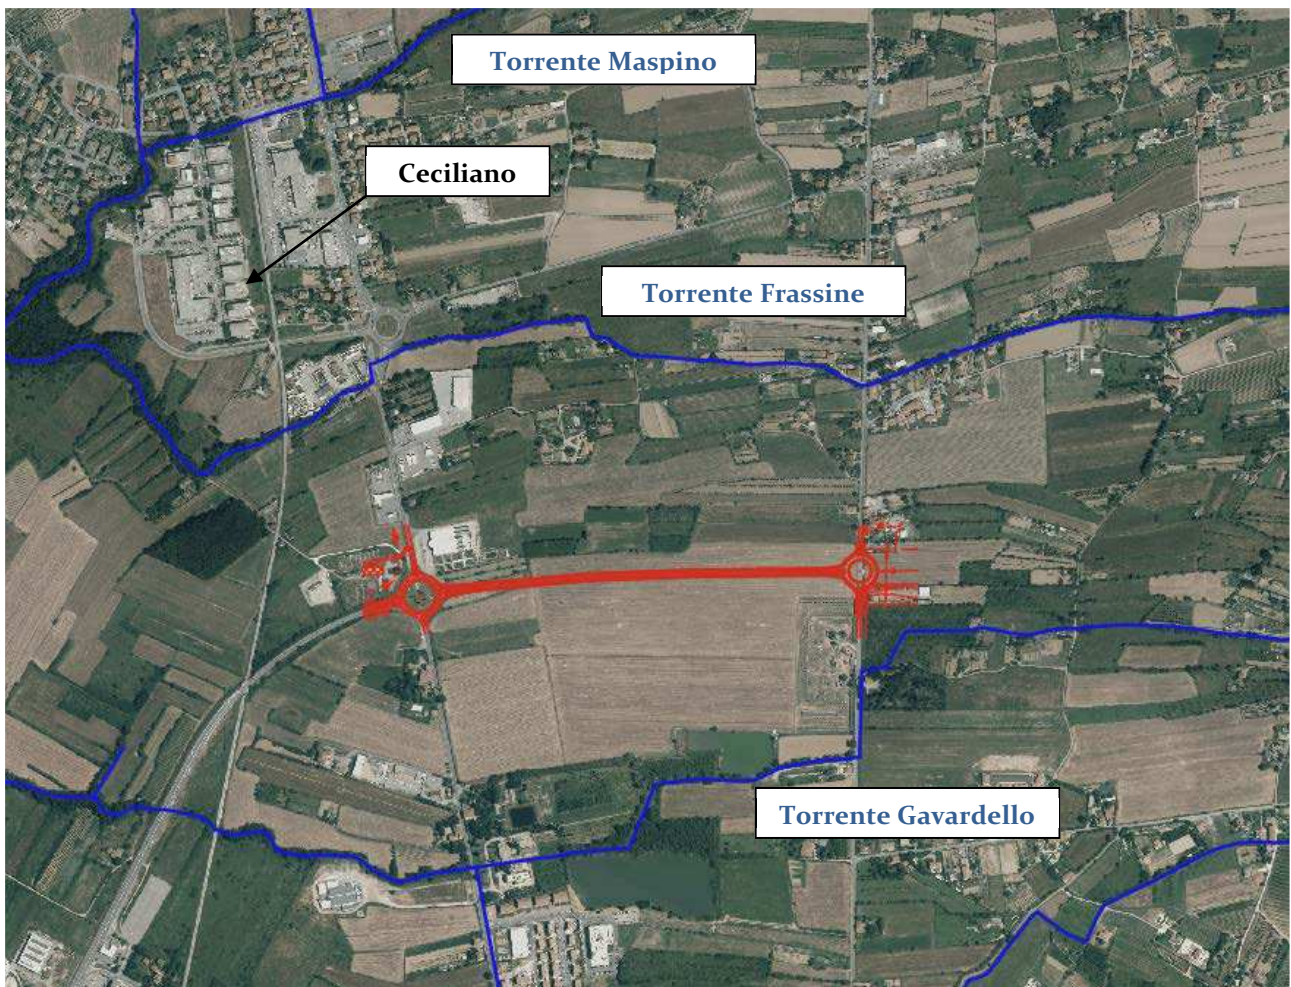 Torrente Maspino
Ceciliano
Torrente Frassine
Torrente Gavardello